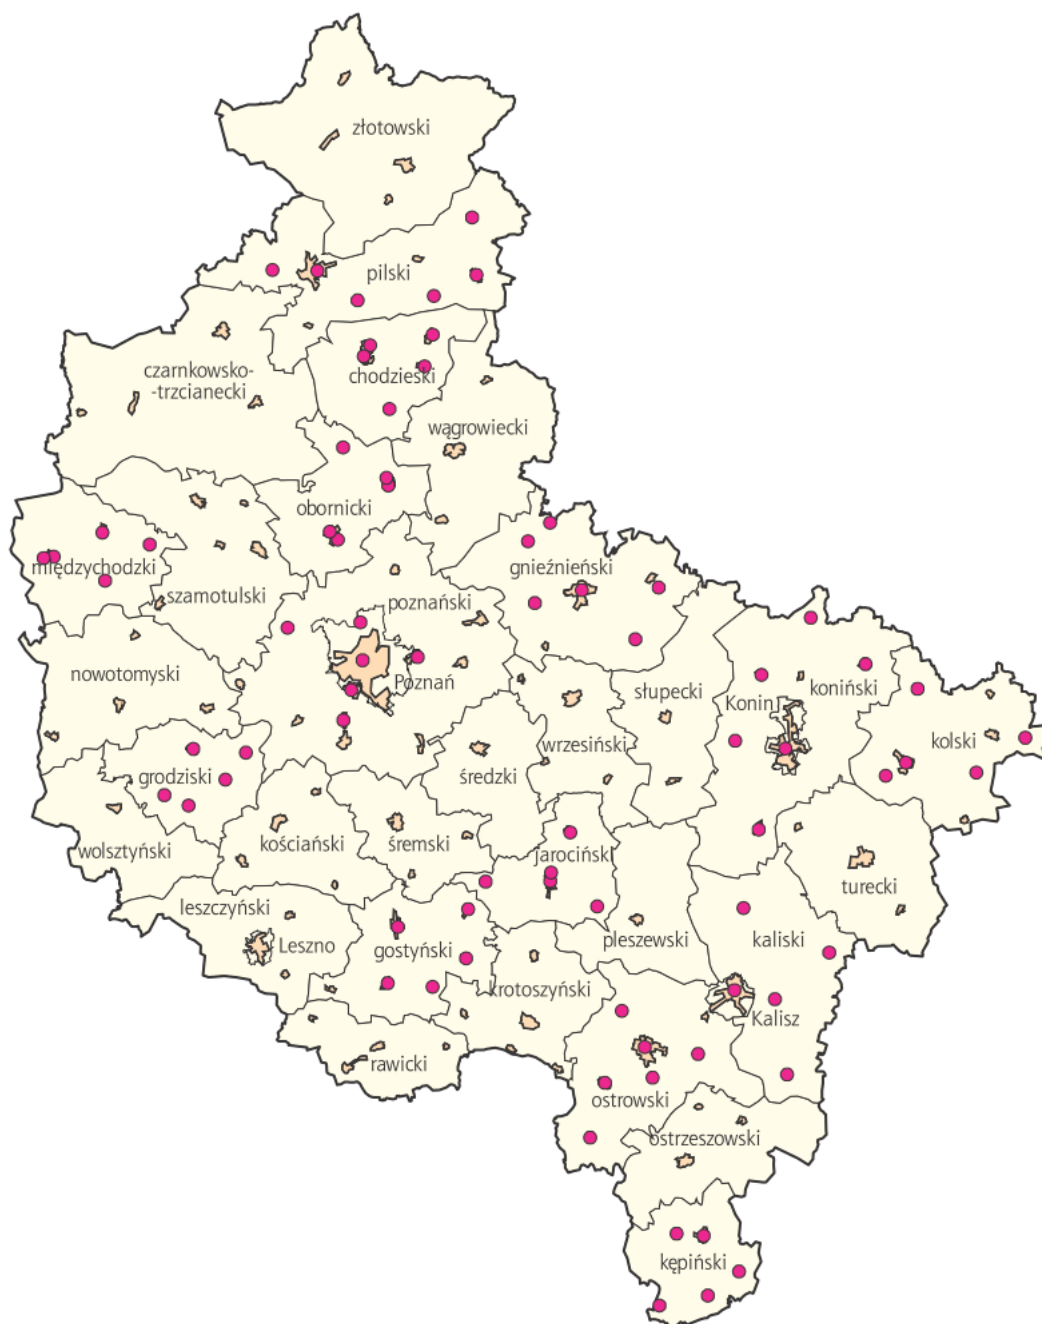 złotowski
pilski
czarnkowsko-
-trzcianecki
chodzieski
wągrowiecki
obornicki
międzychodzki
szamotulski
gnieźnieński
poznański
nowotomyski
Poznań
słupecki
Konin
koniński
kolski
grodziski
średzki
wrzesiński
wolsztyński
kościański
śremski
jarociński
turecki
leszczyński
Leszno
gostyński
pleszewski
kaliski
krotoszyński
Kalisz
rawicki
ostrowski
ostrzeszowski
kępiński